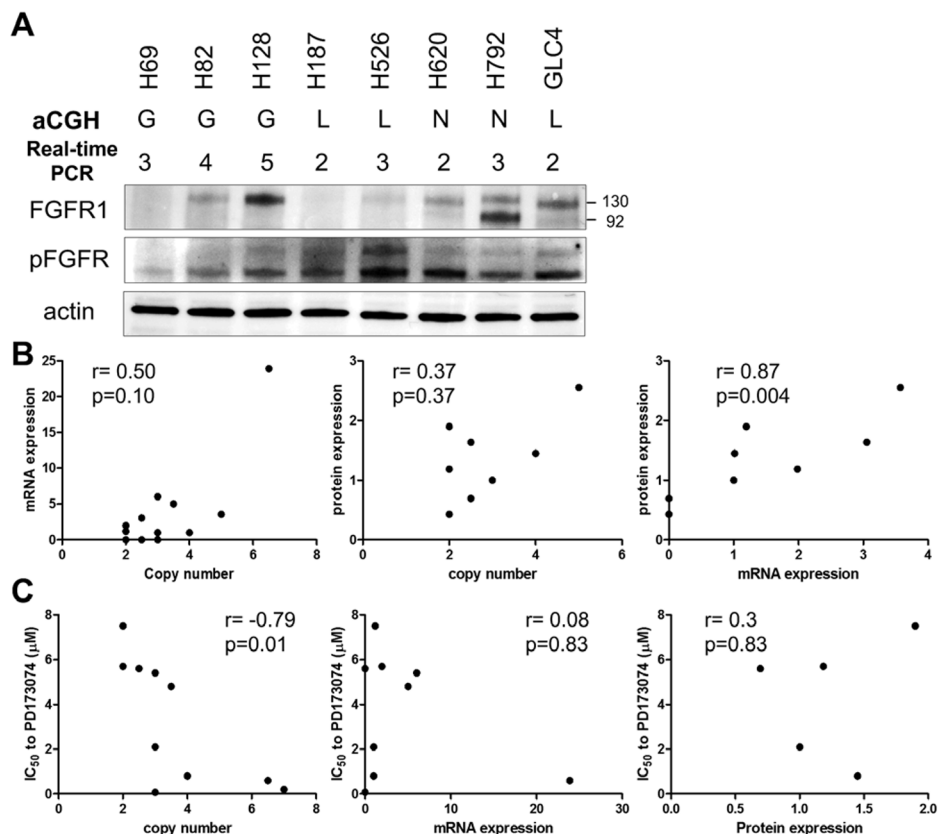 A
H69 H82 H128 H187 H526 H620 H792 GLC4
aCGH G G G L L N N L
Real-time
PCR 3 4 5 2 3 2 3 2
FGFR1 130
92
pFGFR
actin
B
r= 0.50
p=0.10
mRNA expression
25
20
15
10
5
0
0 2 4 6 8
Copy number
r= 0.37
p=0.37
protein expression
3
2
1
0
0 2 4 6
copy number
r= 0.87
p=0.004
protein expression
3
2
1
0
0 1 2 3 4
mRNA expression
C
r= -0.79
p=0.01
IC50 to PD173074 (µM)
8
6
4
2
0
0 2 4 6 8
copy number
r= 0.08
p=0.83
IC50 to PD173074 (µM)
8
6
4
2
0
0 10 20 30
mRNA expression
r= 0.3
p=0.83
IC50 to PD173074 (µM)
8
6
4
2
0
0.0 0.5 1.0 1.5 2.0
Protein expression